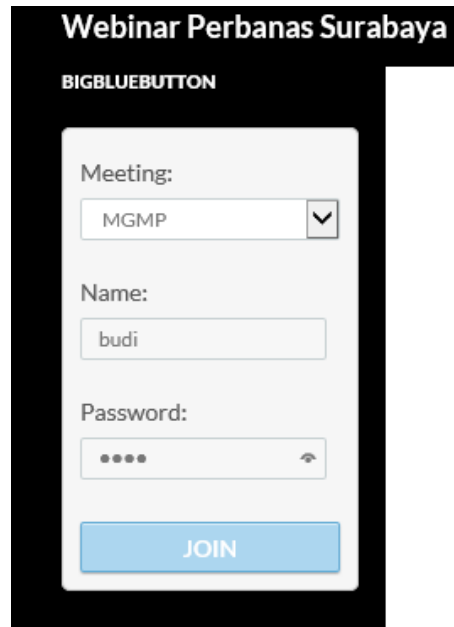 Webinar Perbanas Surabaya
BIGBLUEBUTTON
Meeting:
MGMP
Name:
budi
Password:
••••
JOIN